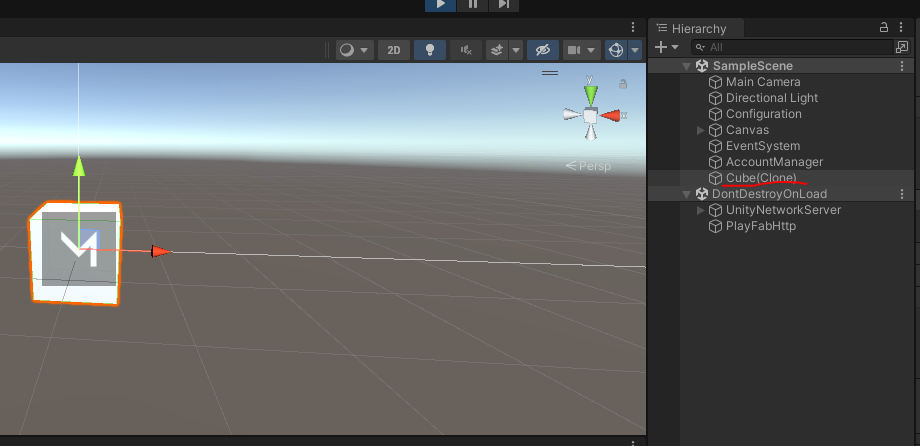 Hierarchy
2D
All
SampleScene
Main Camera
Directional Light
Configuration
Canvas
EventSystem
AccountManager
Cube(Clone)
DontDestroyOnLoad
UnityNetworkServer
PlayFabHttp
y
x
Persp